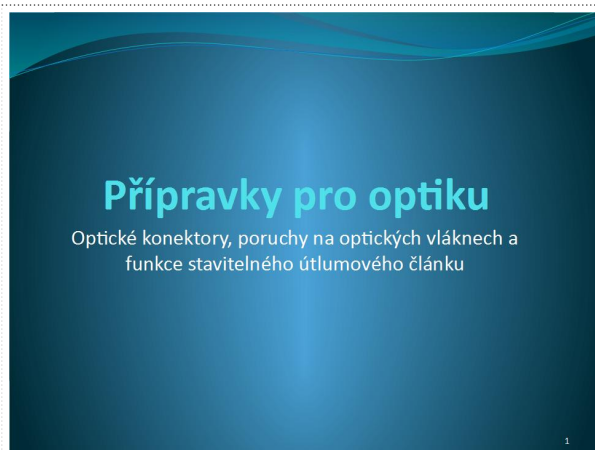 Přípravky pro optiku
Optické konektory, poruchy na optických vláknech a
funkce stavitelného útlumového článku
1